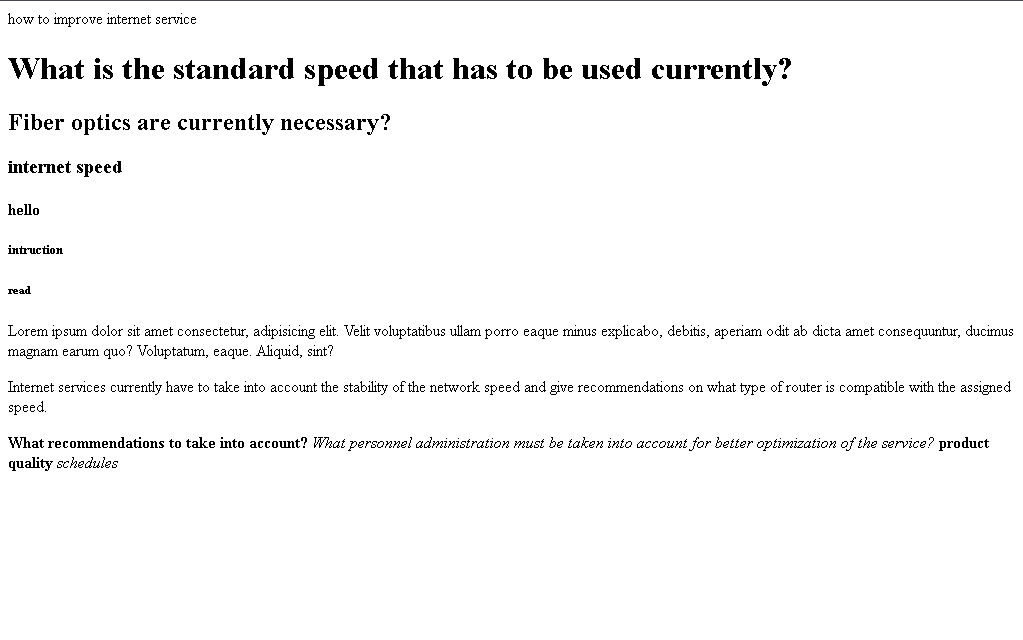 how to improve internet service
What is the standard speed that has to be used currently?
Fiber optics are currently necessary?
internet speed
hello
intruction
read
Lorem ipsum dolor sit amet consectetur, adipisicing elit. Velit voluptatibus ullam porro eaque minus explicabo, debitis, aperiam odit ab dicta amet consequuntur, ducimus
magnam earum quo? Voluptatum, eaque. Aliquid, sint?
Internet services currently have to take into account the stability of the network speed and give recommendations on what type of router is compatible with the assigned
speed.
What recommendations to take into account? What personnel administration must be taken into account for better optimization of the service? product
quality schedules